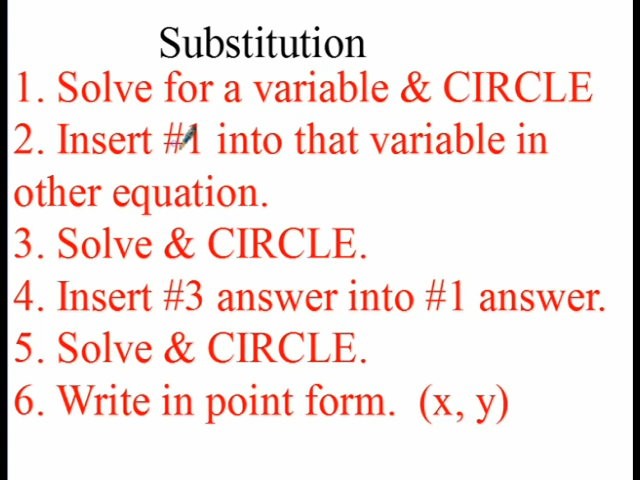 Substitution
1. Solve for a variable & CIRCLE
2. Insert #1 into that variable in
other equation.
3. Solve & CIRCLE.
4. Insert #3 answer into #1 answer.
5. Solve & CIRCLE.
6. Write in point form. (x, y)